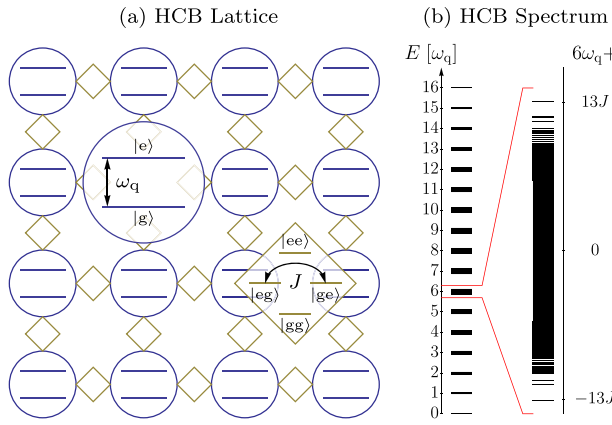 (a) HCB Lattice
(b) HCB Spectrum
|e⟩
ω_q
|g⟩
|ee⟩
|eg⟩
J
|ge⟩
|gg⟩
E [ω_q]
6ω_q+
16
15
14
13
12
11
10
9
8
7
6
5
4
3
2
1
0
13J
0
−13J